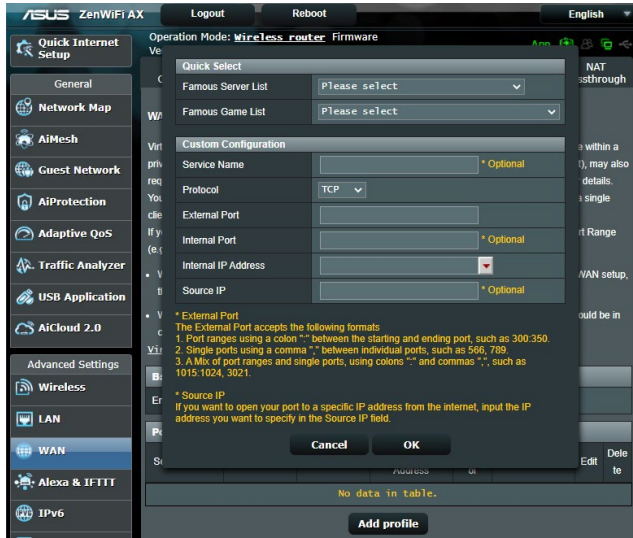 ASUS ZenWiFi AX
Logout
Reboot
English
Quick Internet
Setup
General
Network Map
AiMesh
Guest Network
AiProtection
Adaptive QoS
Traffic Analyzer
USB Application
AiCloud 2.0
Advanced Settings
Wireless
LAN
WAN
Alexa & IFTTT
IPv6
Operation Mode: Wireless router Firmware
App
NAT
Quick Select
Famous Server List Please select
Famous Game List Please select
Custom Configuration
Service Name * Optional
Protocol TCP
External Port
Internal Port * Optional
Internal IP Address
Source IP * Optional
* External Port
The External Port accepts the following formats
1. Port ranges using a colon ":" between the starting and ending port, such as 300:350.
2. Single ports using a comma "," between individual ports, such as 566, 789.
3. A Mix of port ranges and single ports, using colons ":" and commas ",", such as
1015:1024, 3021.
* Source IP
If you want to open your port to a specific IP address from the internet, input the IP
address you want to specify in the Source IP field.
Cancel
OK
e within a
may also
details.
single
Range
WAN setup,
ould be in
Address
Edit
Dele
te
No data in table.
Add profile